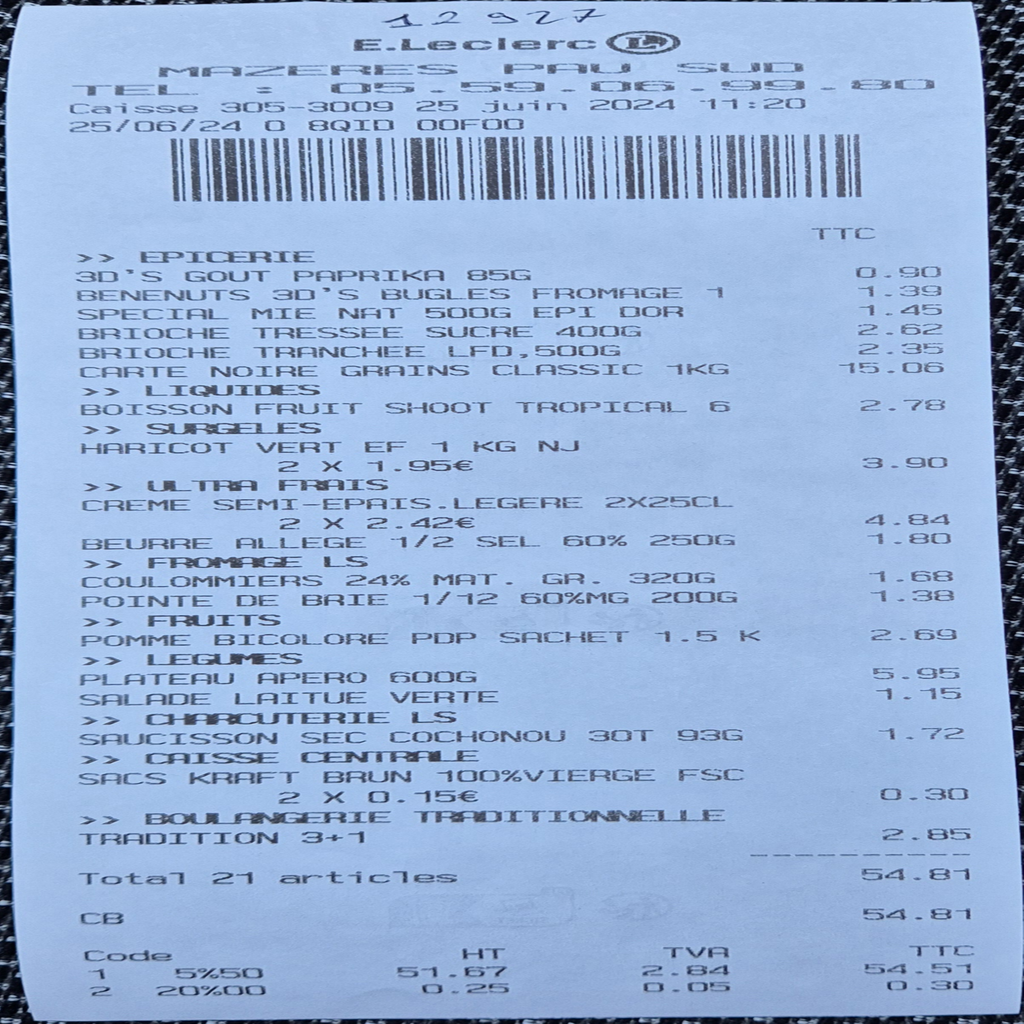 12927
E.Leclerc L
MAZERES PAU SUD
TEL : 05.59.06.99.80
Caisse 305-3009 25 juin 2024 11:20
25/06/24 0 8QID 00F00
TTC
>> EPICERIE
3D'S GOUT PAPRIKA 85G 0.90
BENENUTS 3D'S BUGLES FROMAGE 1 1.39
SPECIAL MIE NAT 500G EPI DOR 1.45
BRIOCHE TRESSEE SUCRE 400G 2.62
BRIOCHE TRANCHEE LFD,500G 2.35
CARTE NOIRE GRAINS CLASSIC 1KG 15.06
>> LIQUIDES
BOISSON FRUIT SHOOT TROPICAL 6 2.78
>> SURGELES
HARICOT VERT EF 1 KG NJ
2 X 1.95€ 3.90
>> ULTRA FRAIS
CREME SEMI-EPAIS.LEGERE 2X25CL
2 X 2.42€ 4.84
BEURRE ALLEGE 1/2 SEL 60% 250G 1.80
>> FROMAGE LS
COULOMMIERS 24% MAT. GR. 320G 1.68
POINTE DE BRIE 1/12 60%MG 200G 1.38
>> FRUITS
POMME BICOLORE PDP SACHET 1.5 K 2.69
>> LEGUMES
PLATEAU APERO 600G 5.95
SALADE LAITUE VERTE 1.15
>> CHARCUTERIE LS
SAUCISSON SEC COCHONOU 30T 93G 1.72
>> CAISSE CENTRALE
SACS KRAFT BRUN 100%VIERGE FSC
2 X 0.15€ 0.30
>> BOULANGERIE TRADITIONNELLE
TRADITION 3+1 2.85
Total 21 articles 54.81
CB 54.81
Code HT TVA TTC
1 5%50 51.67 2.84 54.51
2 20%00 0.25 0.05 0.30